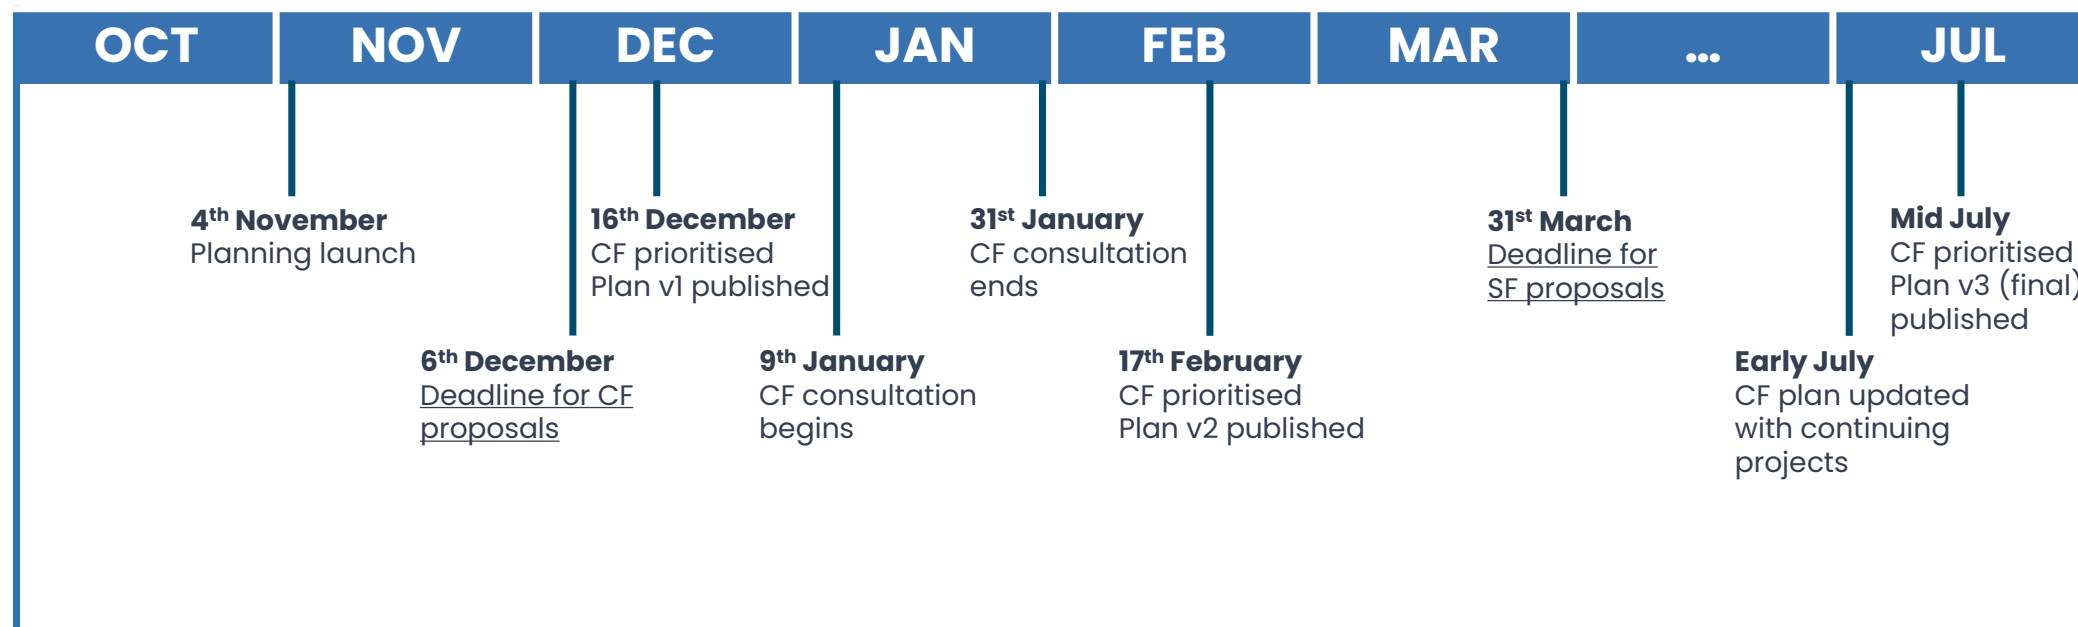 OCT
NOV
DEC
JAN
FEB
MAR
...
JUL
4th November
Planning launch
6th December
Deadline for CF
proposals
16th December
CF prioritised
Plan v1 published
9th January
CF consultation
begins
31st January
CF consultation
ends
17th February
CF prioritised
Plan v2 published
31st March
Deadline for
SF proposals
Early July
CF plan updated
with continuing
projects
Mid July
CF prioritised
Plan v3 (final)
published